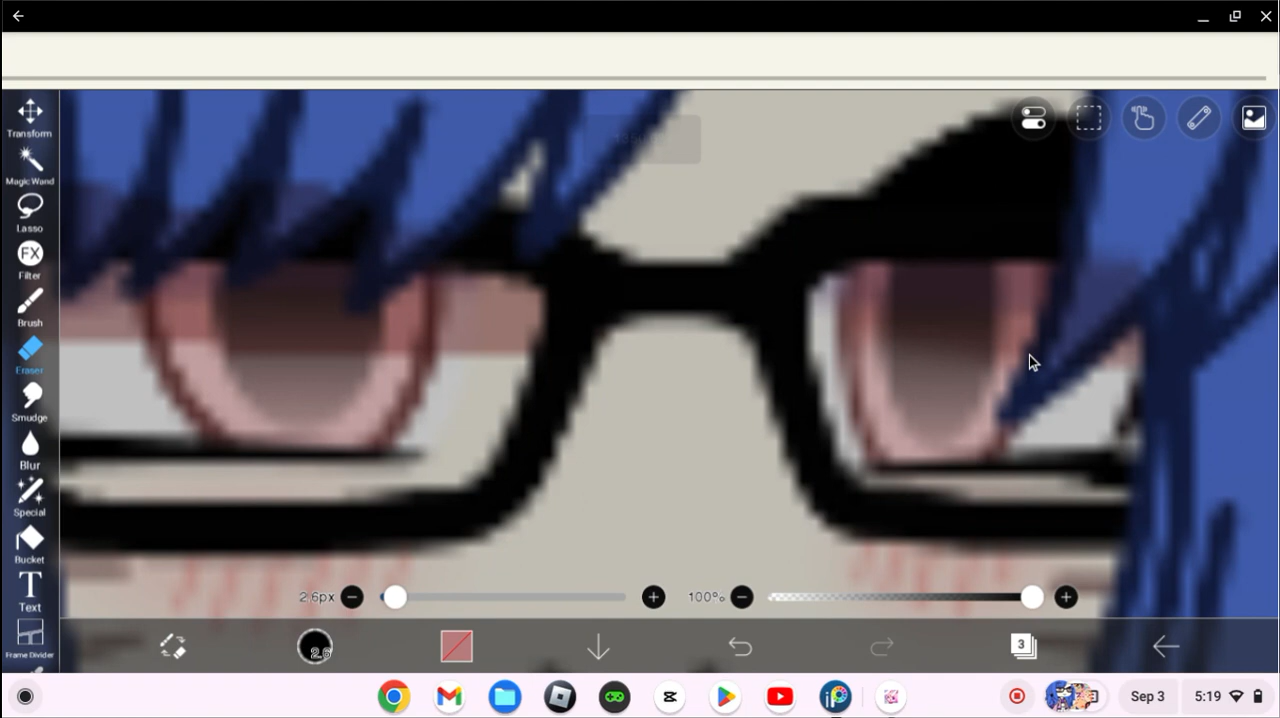 Transform
Magic Wand
Lasso
FX
Filter
Brush
Eraser
Smudge
Blur
Special
Bucket
T
Text
Frame Divider
2.6px
100%
2.6
3
Sep 3
5:19